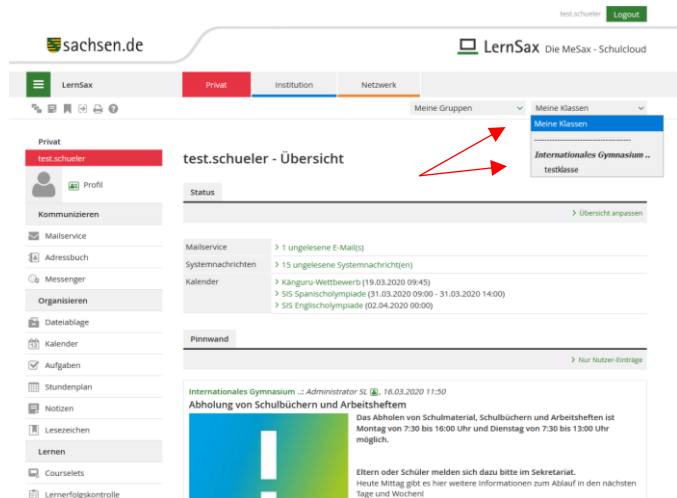 test.schueler Logout
sachsen.de
LernSax Die MeSax - Schulcloud
LernSax Privat Institution Netzwerk
Meine Gruppen Meine Klassen
Meine Klassen
------------------------------------
Internationales Gymnasium ..
testklasse
Privat
test.schueler
Profil
Kommunizieren
Mailservice
Adressbuch
Messenger
Organisieren
Dateiablage
Kalender
Aufgaben
Stundenplan
Notizen
Lesezeichen
Lernen
Courselets
Lernerfolgskontrolle
test.schueler - Übersicht
Status
> Übersicht anpassen
Mailservice > 1 ungelesene E-Mail(s)
Systemnachrichten > 15 ungelesene Systemnachricht(en)
Kalender > Känguru-Wettbewerb (19.03.2020 09:45)
> SIS Spanischolympiade (31.03.2020 09:00 - 31.03.2020 14:00)
> SIS Englischolympiade (02.04.2020 00:00)
Pinnwand
> Nur Nutzer-Einträge
Internationales Gymnasium ..: Administrator SL, 16.03.2020 11:50
Abholung von Schulbüchern und Arbeitsheftem
Das Abholen von Schulmaterial, Schulbüchern und Arbeitsheften ist
Montag von 7:30 bis 16:00 Uhr und Dienstag von 7:30 bis 13:00 Uhr
möglich.
Eltern oder Schüler melden sich dazu bitte im Sekretariat.
Heute Mittag gibt es hier weitere Informationen zum Ablauf in den nächsten
Tage und Wochen!